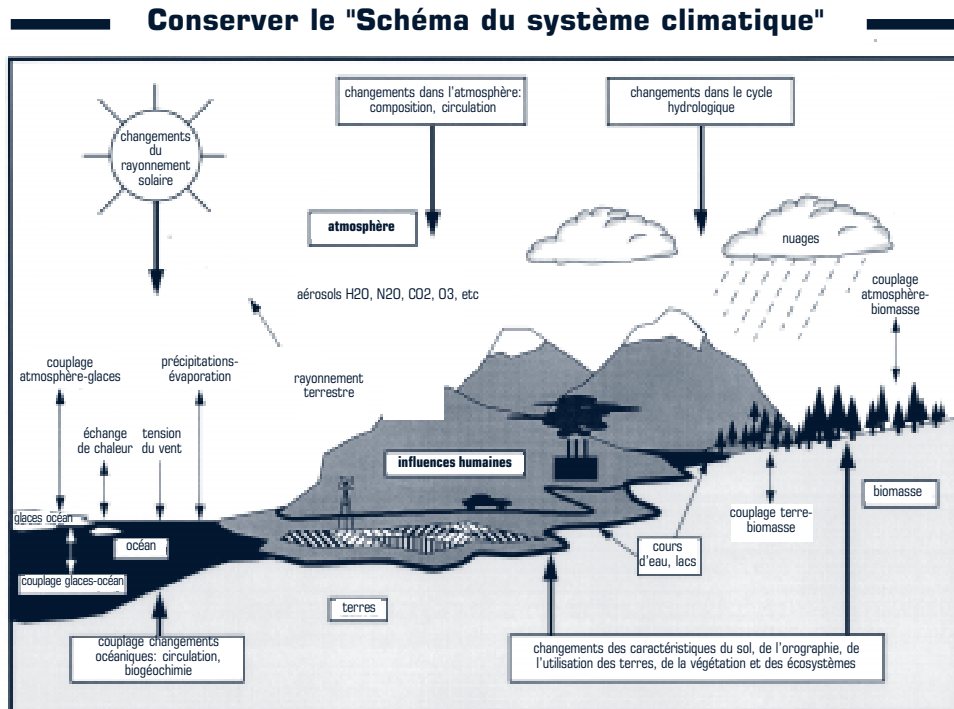 Conserver le "Schéma du système climatique"
changements dans l'atmosphère:
composition, circulation
changements dans le cycle
hydrologique
changements
du
rayonnement
solaire
atmosphère
nuages
couplage
atmosphère-
biomasse
aérosols H2O, N2O, CO2, O3, etc
couplage
atmosphère-glaces
précipitations-
évaporation
rayonnement
terrestre
échange
de chaleur
tension
du vent
influences humaines
biomasse
glaces océan
océan
couplage terre-
biomasse
cours
d'eau, lacs
couplage glaces-océan
terres
couplage changements
océaniques: circulation,
biogéochimie
changements des caractéristiques du sol, de l'orographie, de
l'utilisation des terres, de la végétation et des écosystèmes